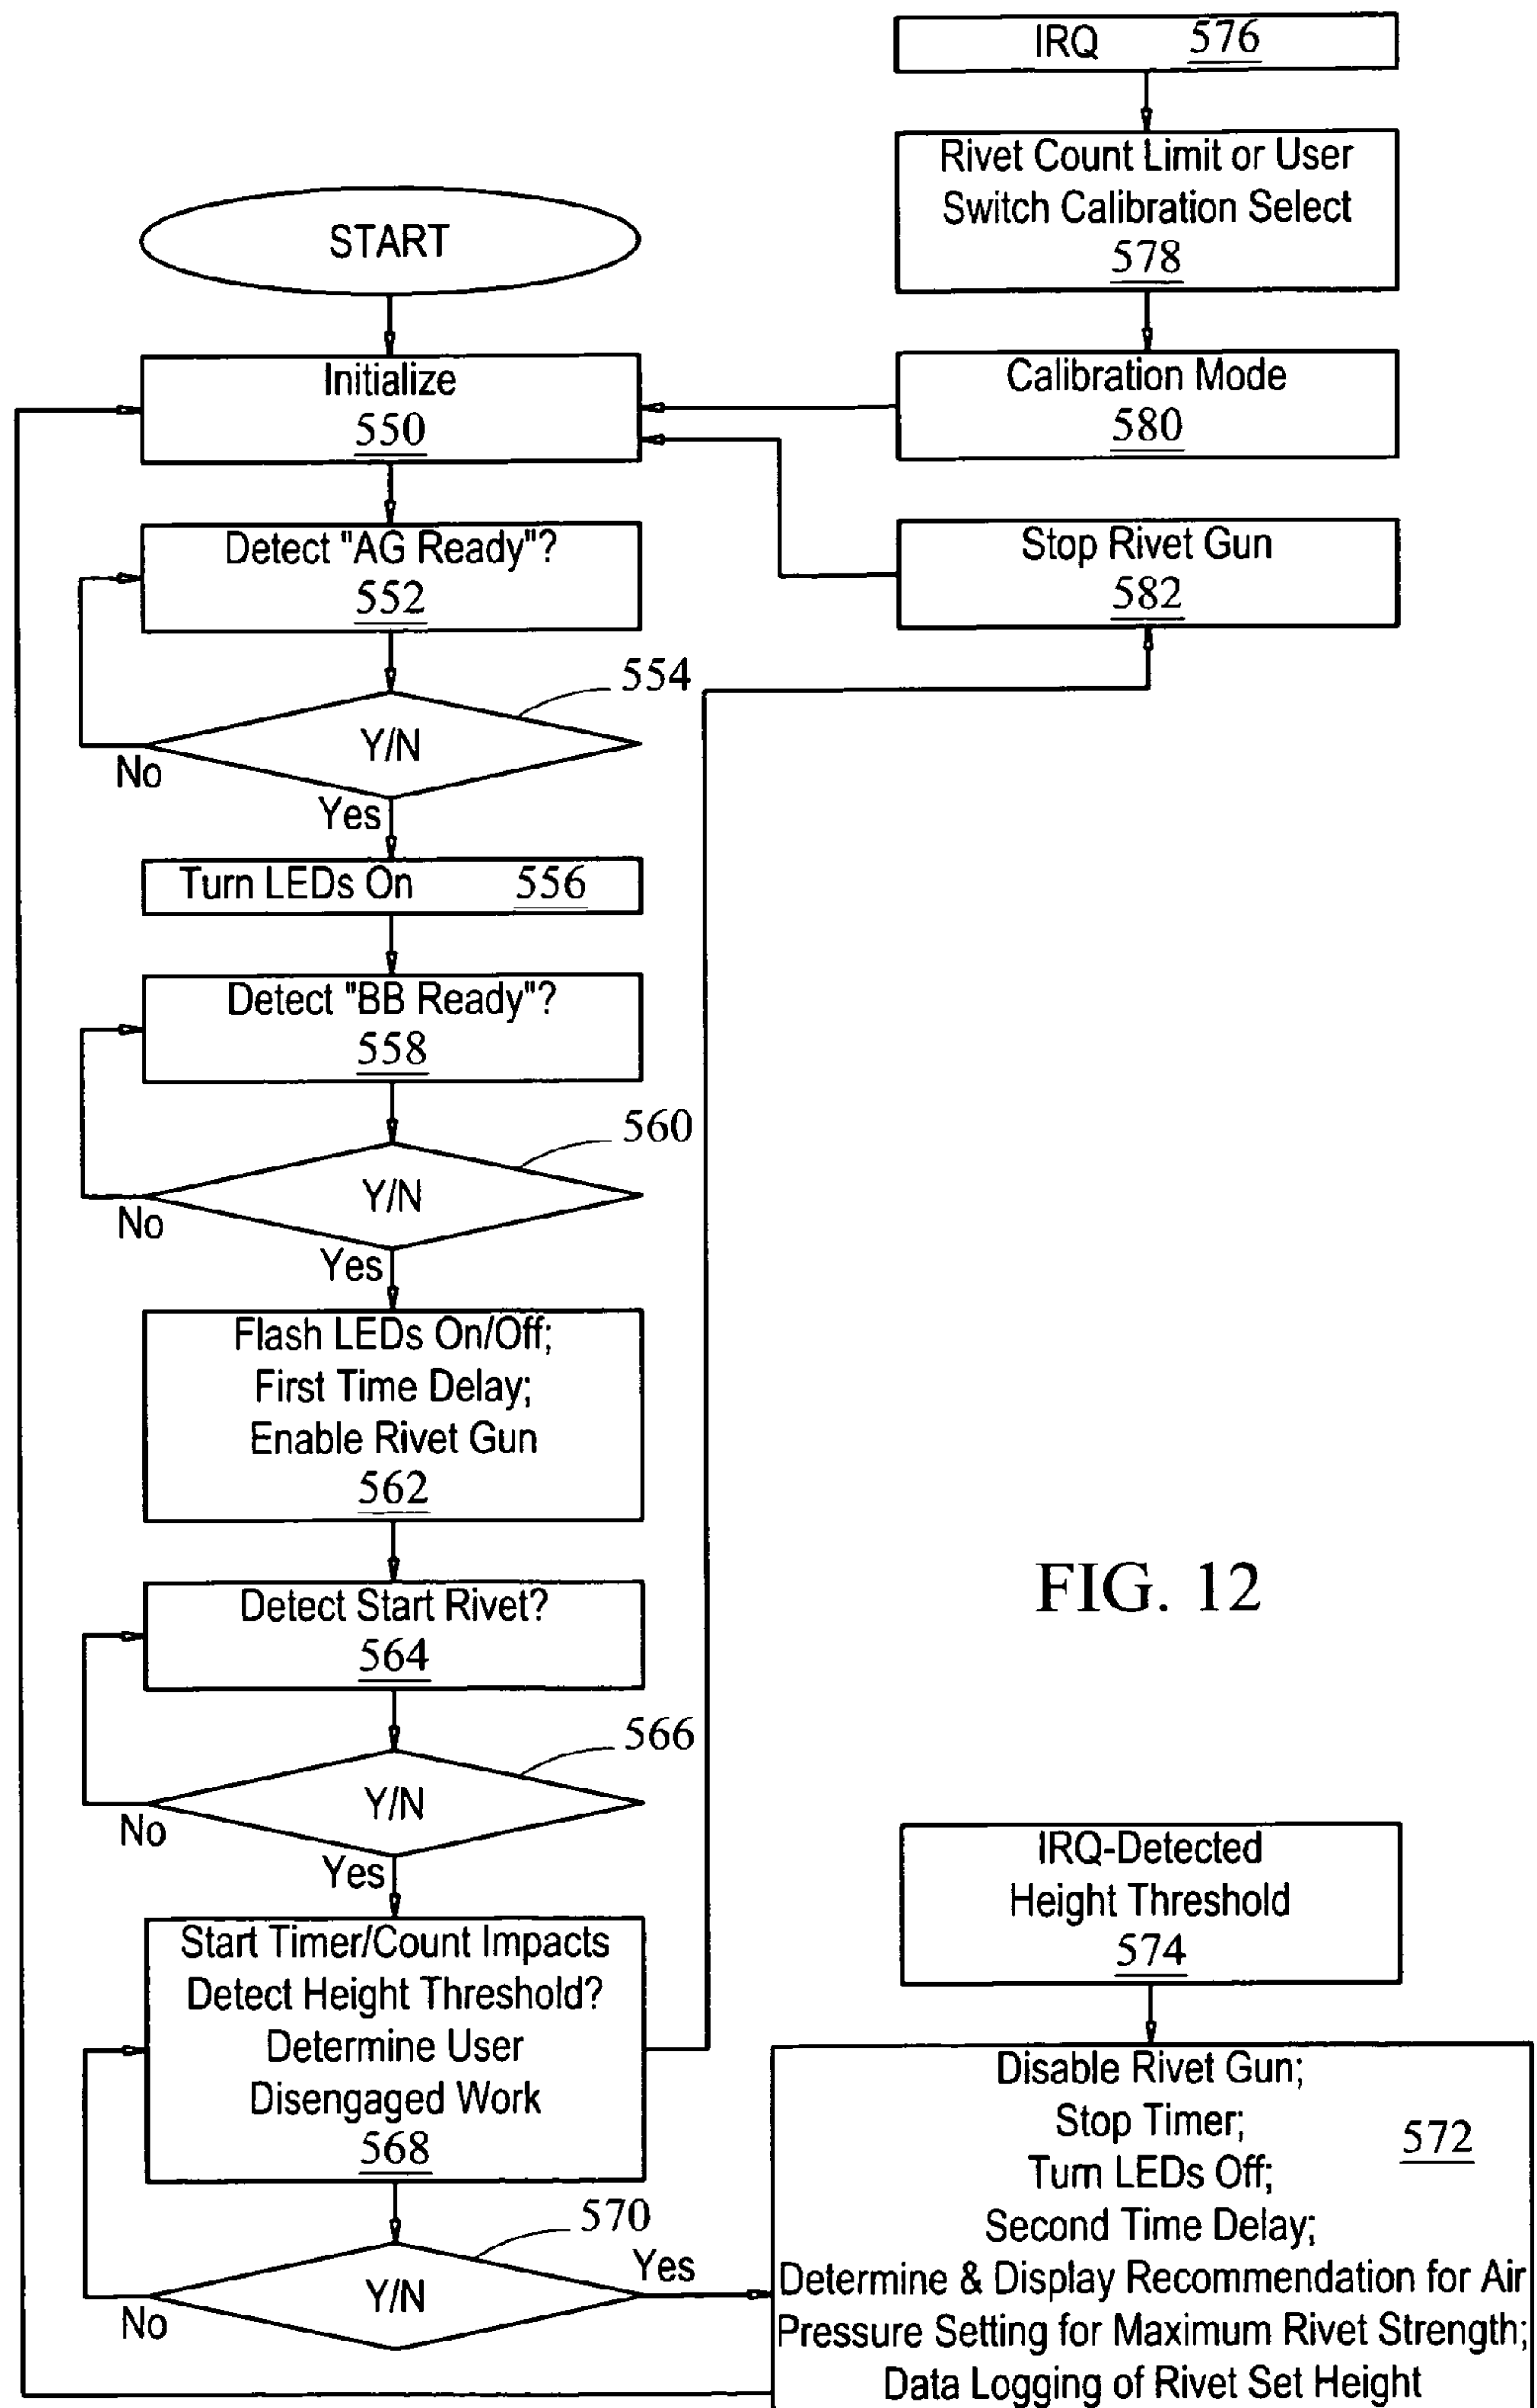 IRQ 576
Rivet Count Limit or User
Switch Calibration Select
578
START
Initialize
550
Calibration Mode
580
Detect "AG Ready"?
552
Stop Rivet Gun
582
554
Y/N
No
Yes
Turn LEDs On 556
Detect "BB Ready"?
558
560
Y/N
No
Yes
Flash LEDs On/Off;
First Time Delay;
Enable Rivet Gun
562
Detect Start Rivet?
564
FIG. 12
566
Y/N
No
Yes
IRQ-Detected
Height Threshold
574
Start Timer/Count Impacts
Detect Height Threshold?
Determine User
Disengaged Work
568
570
Y/N
No
Yes
Disable Rivet Gun;
Stop Timer;
572
Turn LEDs Off;
Second Time Delay;
Determine & Display Recommendation for Air
Pressure Setting for Maximum Rivet Strength;
Data Logging of Rivet Set Height